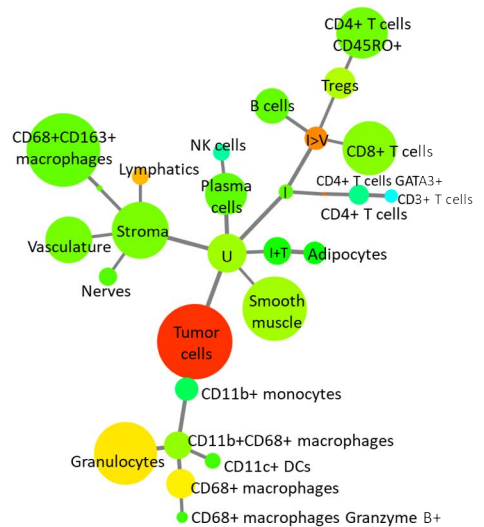 CD4+ T cells
CD45RO+
Tregs
B cells
I>V
CD8+ T cells
CD68+CD163+
macrophages
NK cells
Lymphatics
Plasma
cells
I
CD4+ T cells GATA3+
CD3+ T cells
CD4+ T cells
Stroma
Vasculature
U
I+T
Adipocytes
Nerves
Smooth
muscle
Tumor
cells
CD11b+ monocytes
CD11b+CD68+ macrophages
Granulocytes
CD11c+ DCs
CD68+ macrophages
CD68+ macrophages Granzyme B+